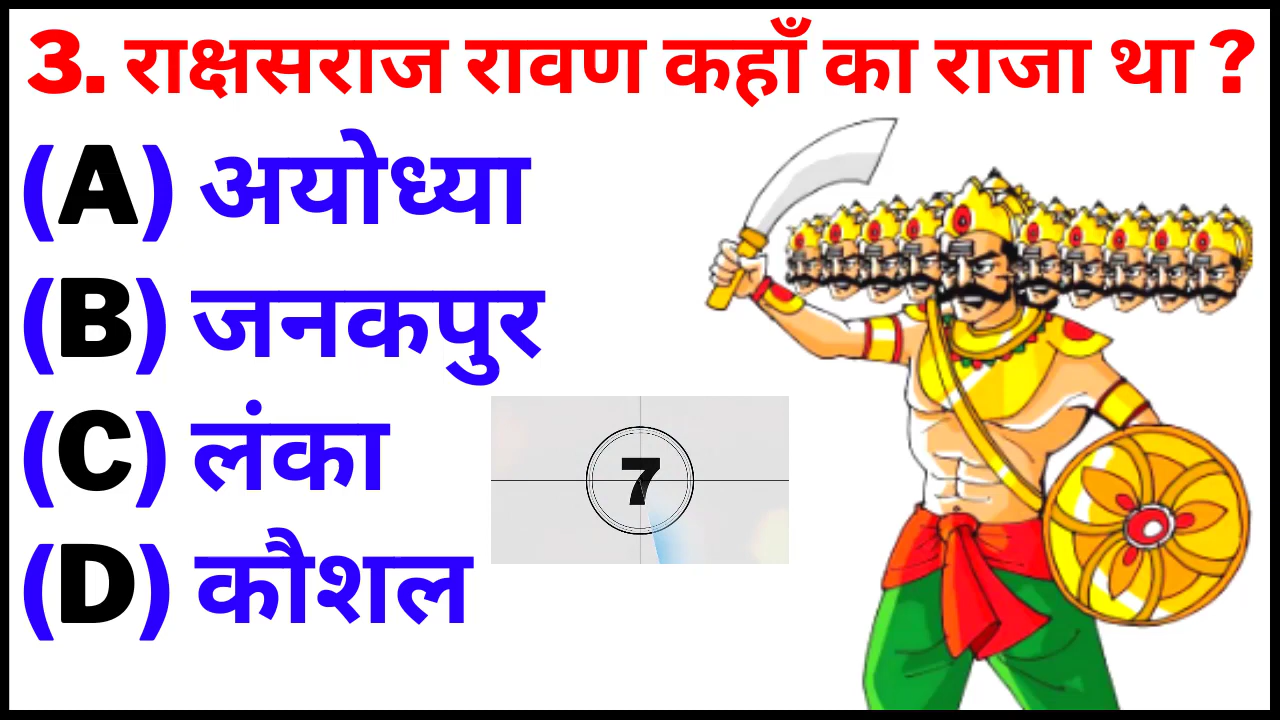 3. राक्षसराज रावण कहाँ का राजा था ?
(A) अयोध्या
(B) जनकपुर
(C) लंका
7
(D) कौशल